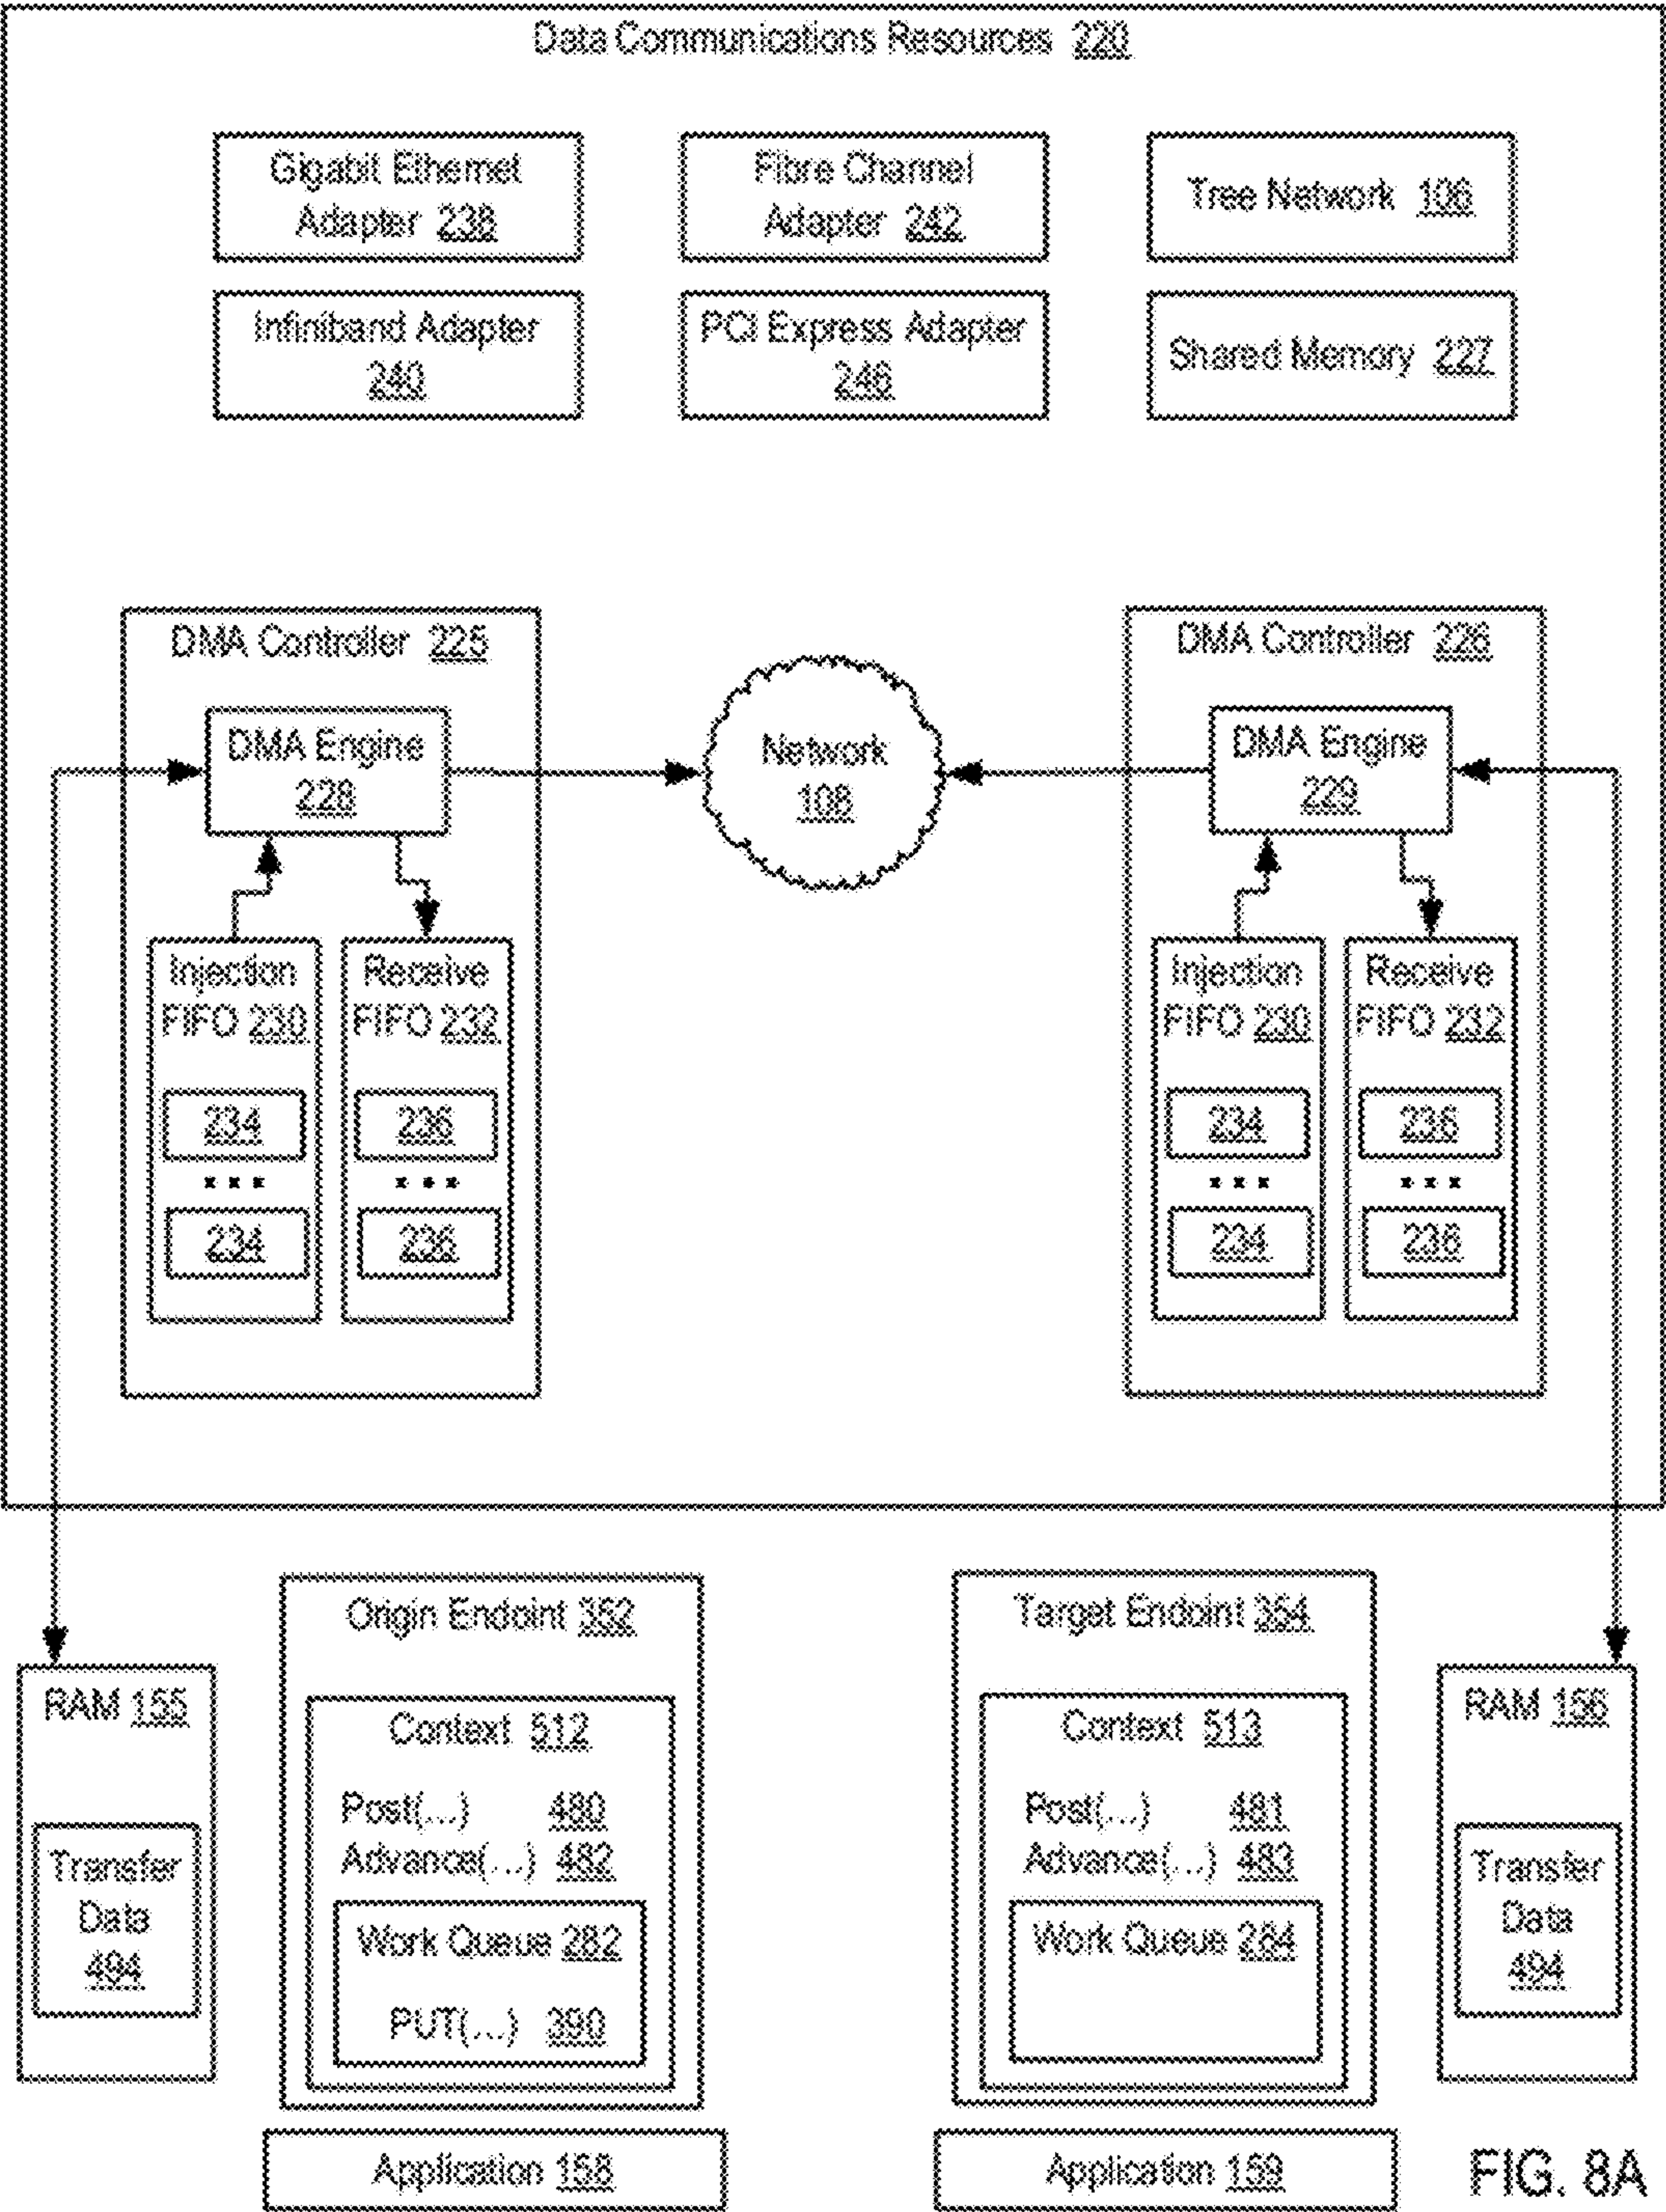 Data Communications Resources 220
Gigabit Ethernet
Adapter 238
Fibre Channel
Adapter 242
Tree Network 106
Infiniband Adapter
240
PCI Express Adapter
246
Shared Memory 227
DMA Controller 225
DMA Engine
228
Injection
FIFO 230
234
• • •
234
Receive
FIFO 232
236
• • •
236
Network
108
DMA Controller 226
DMA Engine
229
Injection
FIFO 230
234
• • •
234
Receive
FIFO 232
236
• • •
236
RAM 155
Transfer
Data
494
Origin Endoint 352
Context 512
Post(...) 480
Advance(...) 482
Work Queue 282
PUT(...) 390
Application 158
Target Endoint 354
Context 513
Post(...) 481
Advance(...) 483
Work Queue 284
Application 159
RAM 156
Transfer
Data
494
FIG. 8A